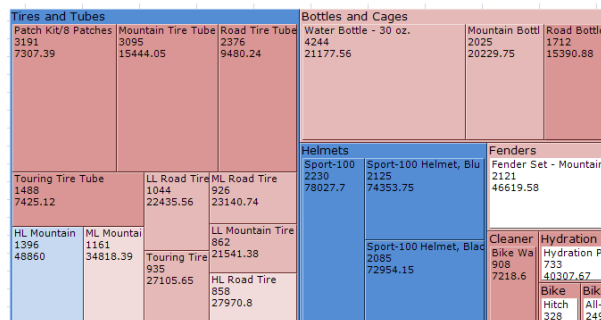 Tires and Tubes
Patch Kit/8 Patches
3191
7307.39
Mountain Tire Tube
3095
15444.05
Road Tire Tube
2376
9480.24
Touring Tire Tube
1488
7425.12
LL Road Tire
1044
22435.56
ML Road Tire
926
23140.74
HL Mountain
1396
48860
ML Mountai
1161
34818.39
Touring Tire
935
27105.65
LL Mountain Tire
862
21541.38
HL Road Tire
858
27970.8
Bottles and Cages
Water Bottle - 30 oz.
4244
21177.56
Mountain Bottl
2025
20229.75
Road Bottle
1712
15390.88
Helmets
Sport-100
2230
78027.7
Sport-100 Helmet, Blu
2125
74353.75
Sport-100 Helmet, Blac
2085
72954.15
Fenders
Fender Set - Mountain
2121
46619.58
Cleaner
Bike Wa
908
7218.6
Hydration
Hydration P
733
40307.67
Bike
Hitch
328
Bik
All-
249